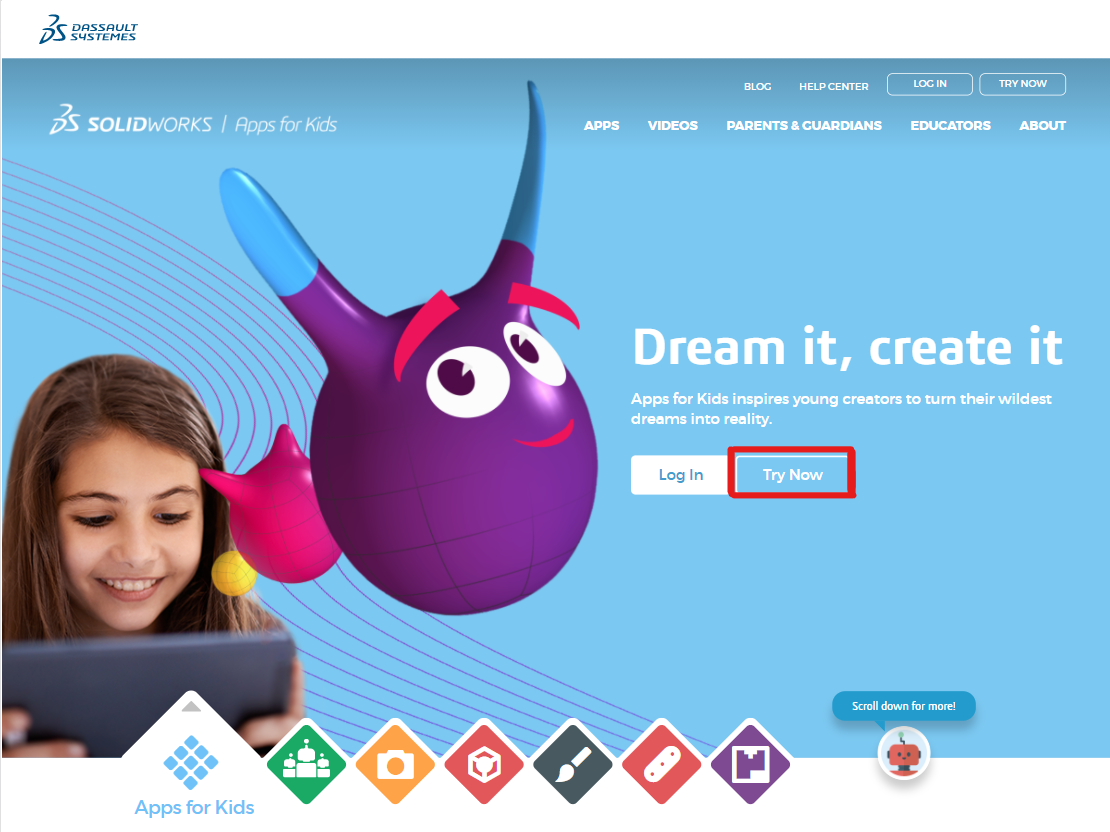 DASSAULT
SYSTEMES
BLOG HELP CENTER LOG IN TRY NOW
SOLIDWORKS | Apps for Kids
APPS VIDEOS PARENTS & GUARDIANS EDUCATORS ABOUT
Dream it, create it
Apps for Kids inspires young creators to turn their wildest
dreams into reality.
Log In Try Now
Scroll down for more!
Apps for Kids